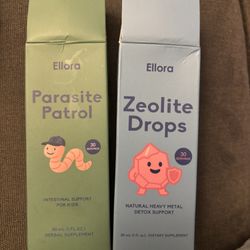 Ellora
Parasite
Patrol
30
INTESTINAL SUPPORT
FOR KIDS
HERBAL SUPPLEMENT
Ellora
Zeolite
Drops
30
NATURAL HEAVY METAL
DETOX SUPPORT
DIETARY SUPPLEMENT